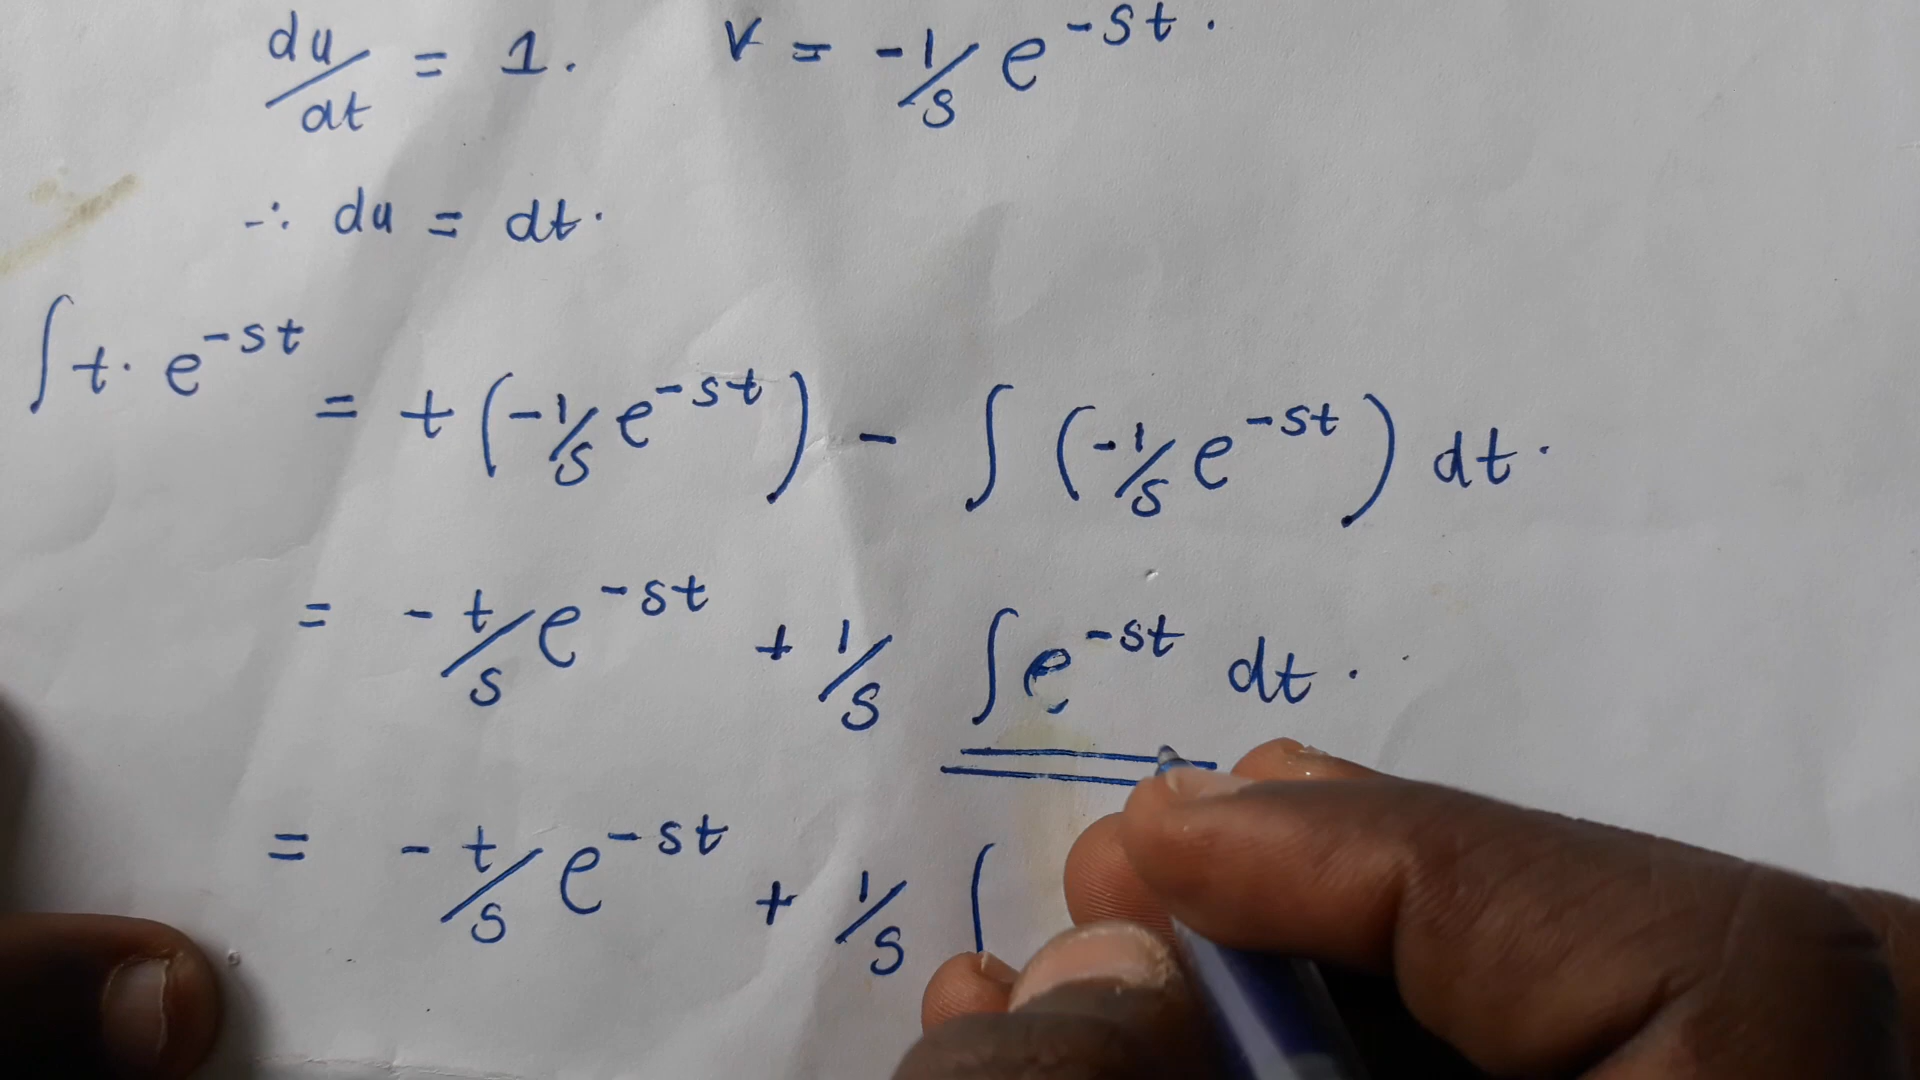 du/dt = 1. v = -1/s e^-st.
∴ du = dt.
∫t. e^-st = t(-1/s e^-st) - ∫(-1/s e^-st) dt.
= -t/s e^-st + 1/s ∫e^-st dt.
= -t/s e^-st + 1/s (